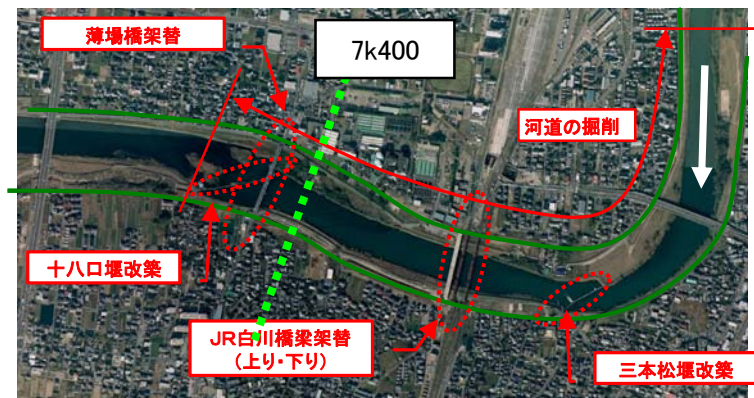 薄場橋架替
7k400
河道の掘削
十八口堰改築
JR白川橋梁架替
(上り・下り)
三本松堰改築